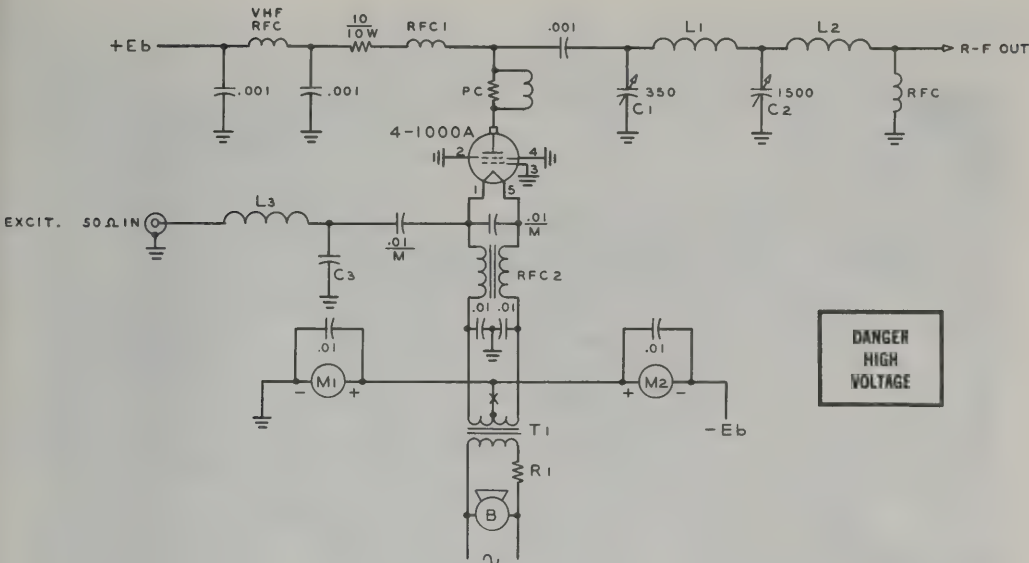 VHF
RFC
10
10W
RFC1
.001
L1
L2
+Eb
R-F OUT
.001
.001
PC
350
C1
1500
C2
RFC
4-1000A
2
4
3
1
5
L3
EXCIT. 50Ω IN
.01
M
.01
M
C3
RFC2
.01
.01
.01
.01
DANGER
HIGH
VOLTAGE
M1
- +
M2
+ -
X
-Eb
T1
R1
B